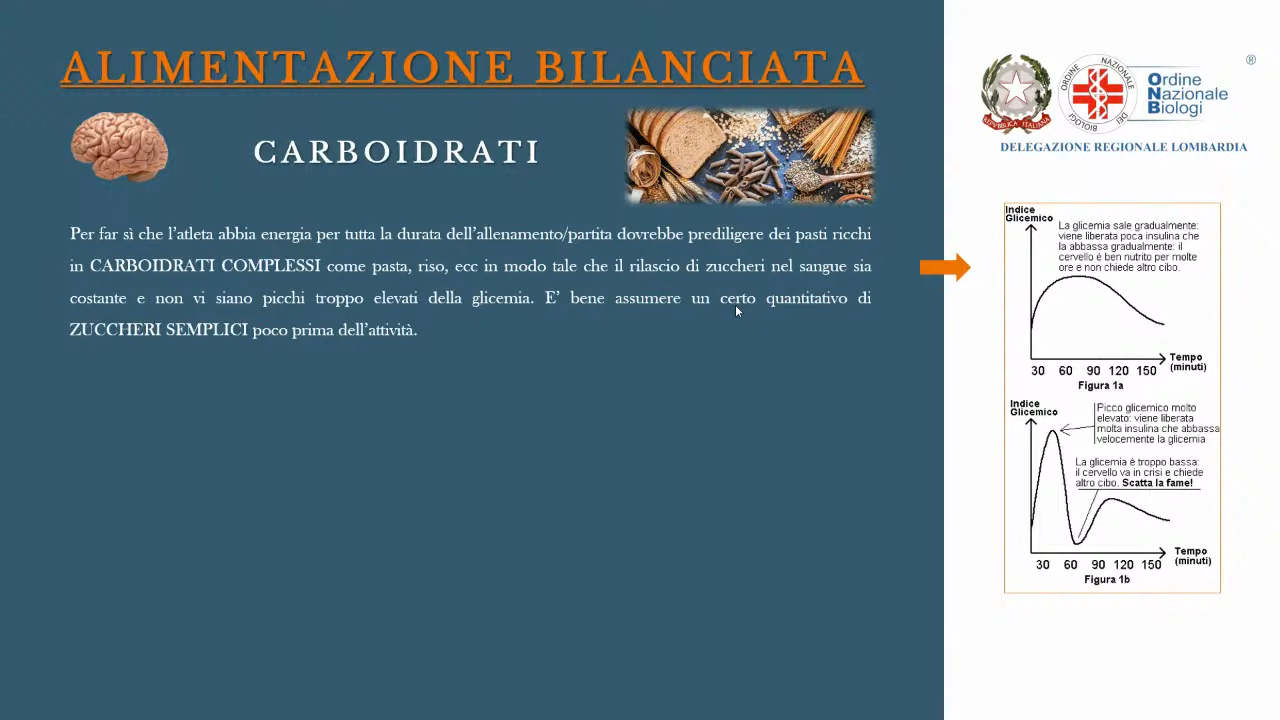 ALIMENTAZIONE BILANCIATA
CARBOIDRATI
Per far sì che l'atleta abbia energia per tutta la durata dell'allenamento/partita dovrebbe prediligere dei pasti ricchi
in CARBOIDRATI COMPLESSI come pasta, riso, ecc in modo tale che il rilascio di zuccheri nel sangue sia
costante e non vi siano picchi troppo elevati della glicemia. E' bene assumere un certo quantitativo di
ZUCCHERI SEMPLICI poco prima dell'attività.
®
REPVBBLICA ITALIANA
ORDINE NAZIONALE DEI BIOLOGI
Ordine
Nazionale
Biologi
O
N
B
DELEGAZIONE REGIONALE LOMBARDIA
Indice
Glicemico
La glicemia sale gradualmente:
viene liberata poca insulina che
la abbassa gradualmente: il
cervello è ben nutrito per molte
ore e non chiede altro cibo.
Tempo
(minuti)
30 60 90 120 150
Figura 1a
Indice
Glicemico
Picco glicemico molto
elevato: viene liberata
molta insulina che abbassa
velocemente la glicemia
La glicemia è troppo bassa:
il cervello va in crisi e chiede
altro cibo. Scatta la fame!
Tempo
(minuti)
30 60 90 120 150
Figura 1b